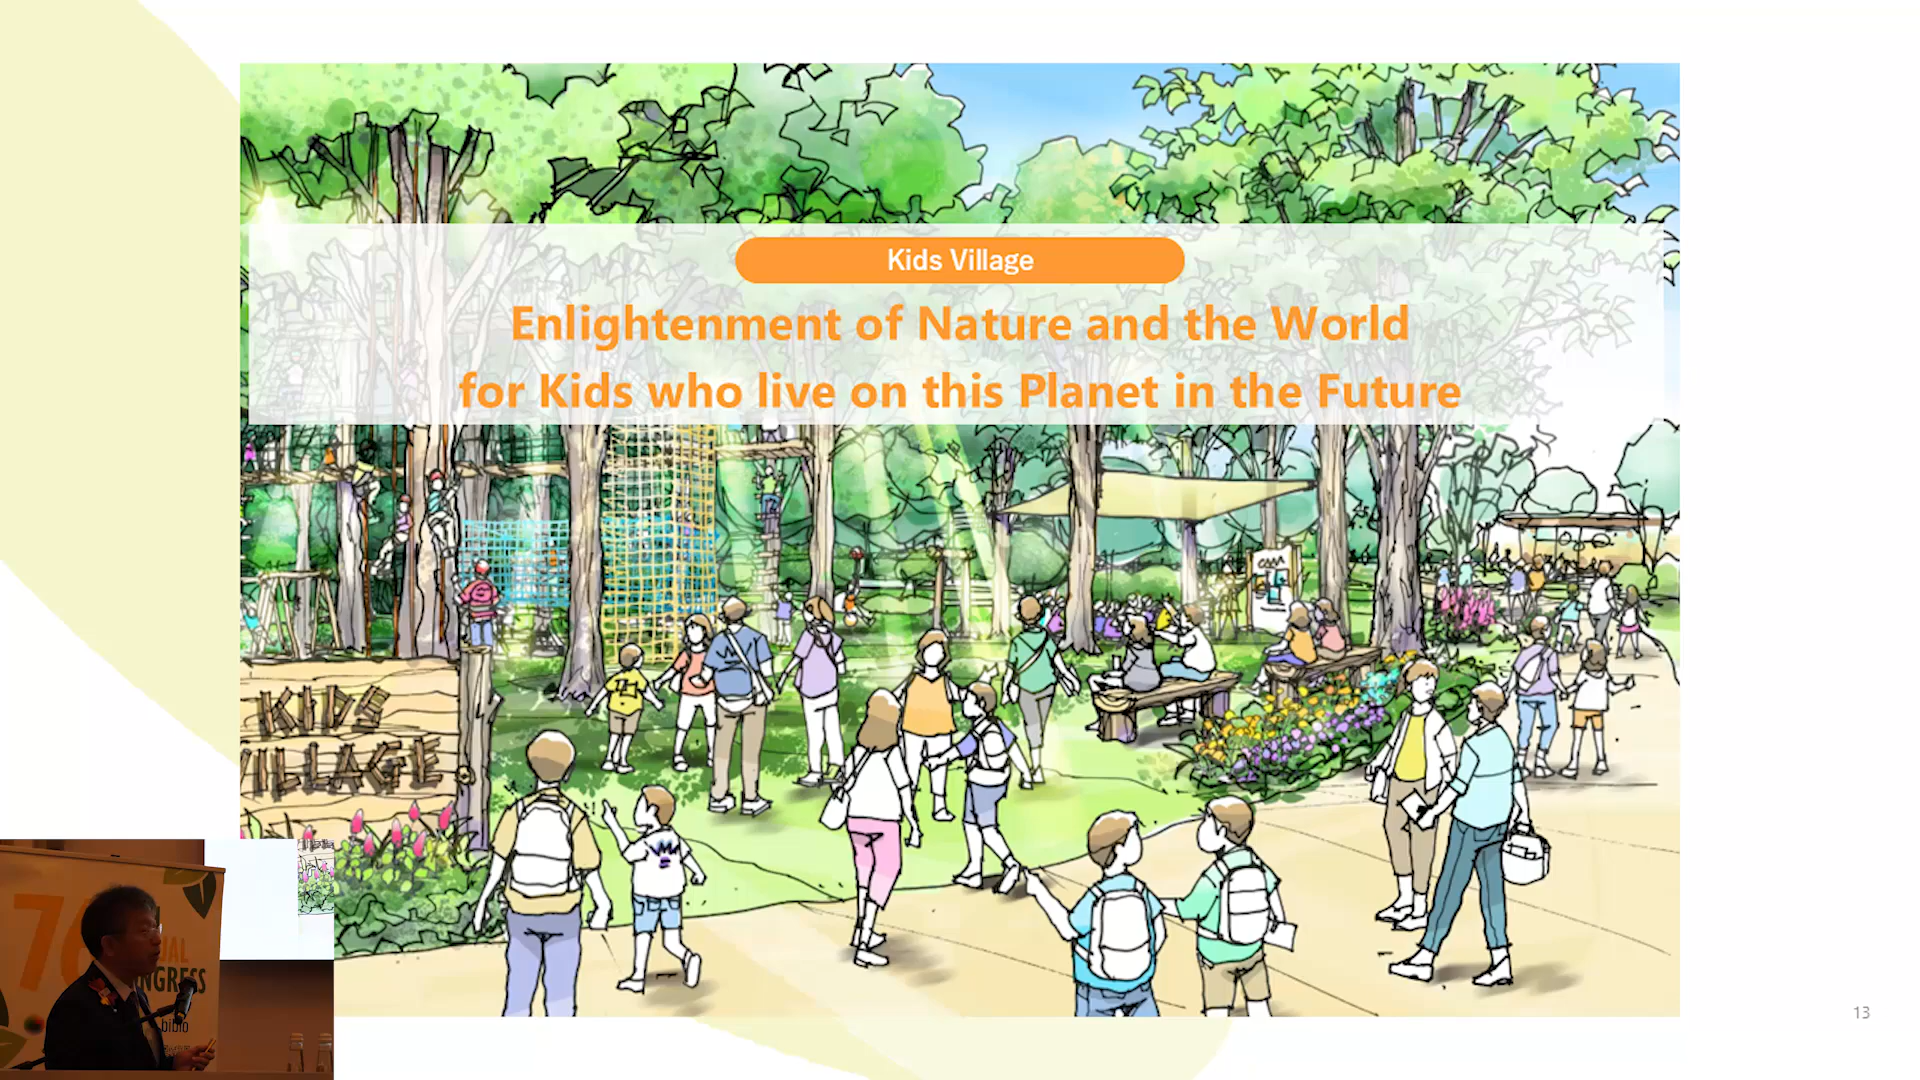 Kids Village
Enlightenment of Nature and the World
for Kids who live on this Planet in the Future
KIDS
VILLAGE
76
13